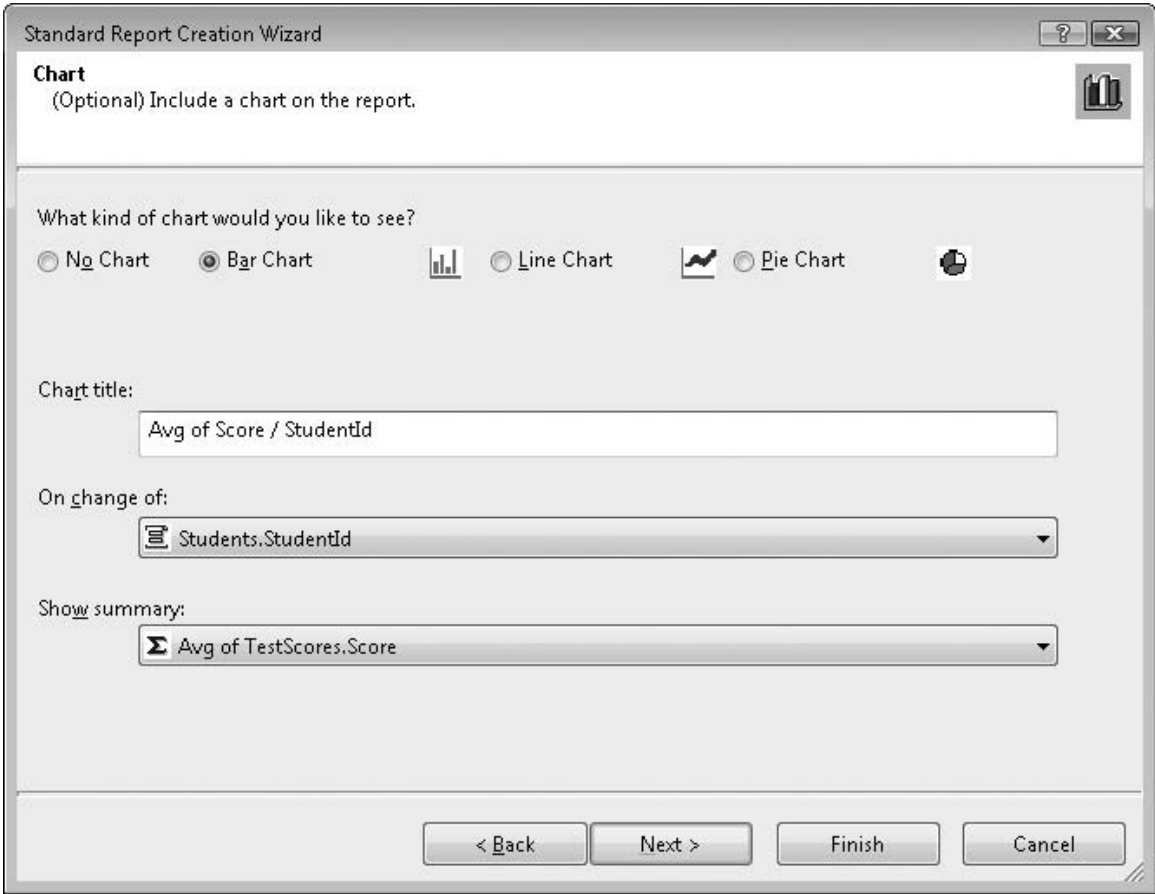 Standard Report Creation Wizard
Chart
(Optional) Include a chart on the report.
What kind of chart would you like to see?
No Chart Bar Chart Line Chart Pie Chart
Chart title:
Avg of Score / StudentId
On change of:
Students.StudentId
Show summary:
Σ Avg of TestScores.Score
< Back Next > Finish Cancel